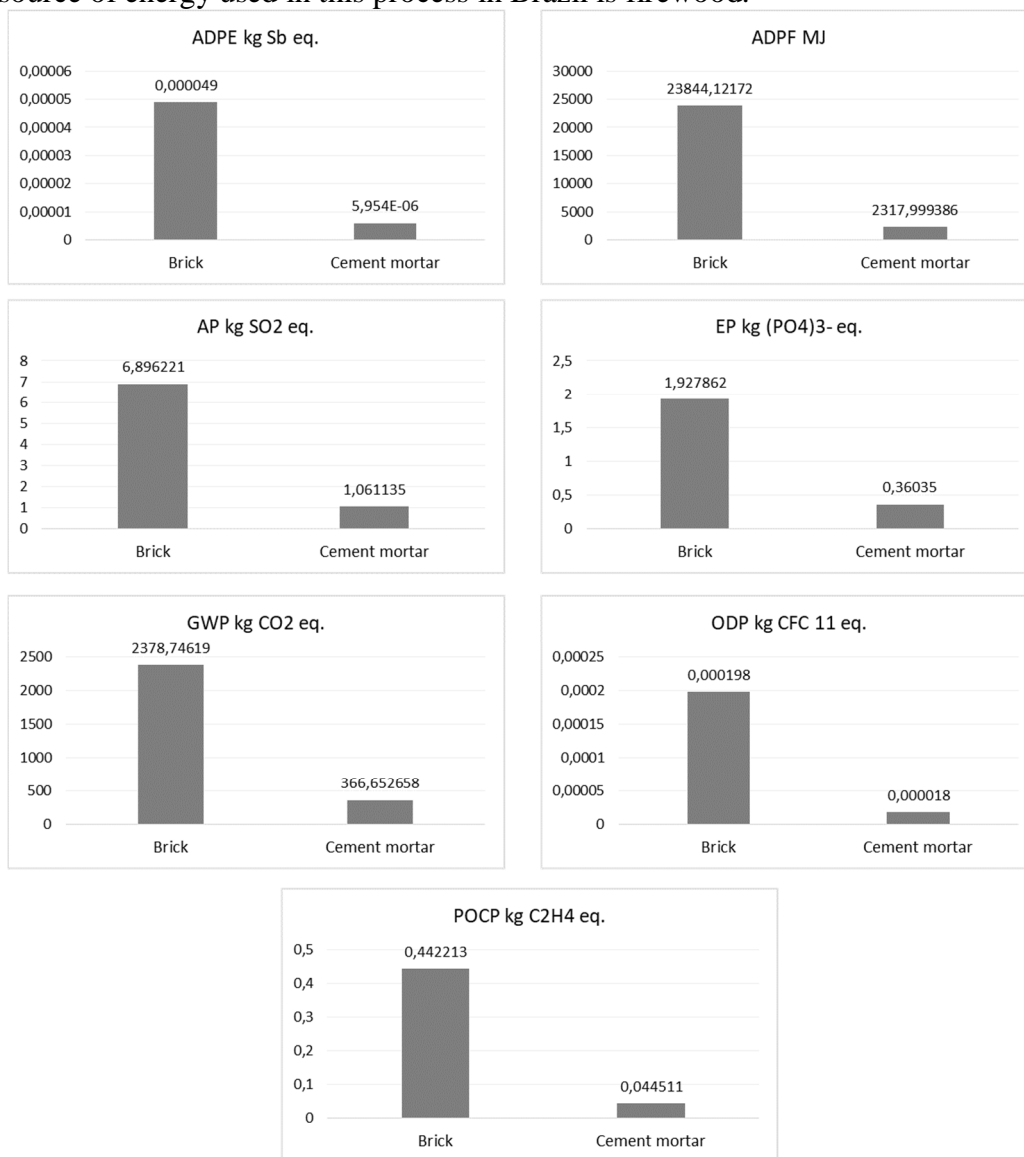 source of energy used in this process in Brazil is firewood.
ADPE kg Sb eq.
0,00006
0,00005
0,00004
0,00003
0,00002
0,00001
0
0,000049
5,954E-06
Brick
Cement mortar
ADPF MJ
30000
25000
20000
15000
10000
5000
0
23844,12172
2317,999386
Brick
Cement mortar
AP kg SO2 eq.
8
7
6
5
4
3
2
1
0
6,896221
1,061135
Brick
Cement mortar
EP kg (PO4)3- eq.
2,5
2
1,5
1
0,5
0
1,927862
0,36035
Brick
Cement mortar
GWP kg CO2 eq.
2500
2000
1500
1000
500
0
2378,74619
366,652658
Brick
Cement mortar
ODP kg CFC 11 eq.
0,00025
0,0002
0,00015
0,0001
0,00005
0
0,000198
0,000018
Brick
Cement mortar
POCP kg C2H4 eq.
0,5
0,4
0,3
0,2
0,1
0
0,442213
0,044511
Brick
Cement mortar